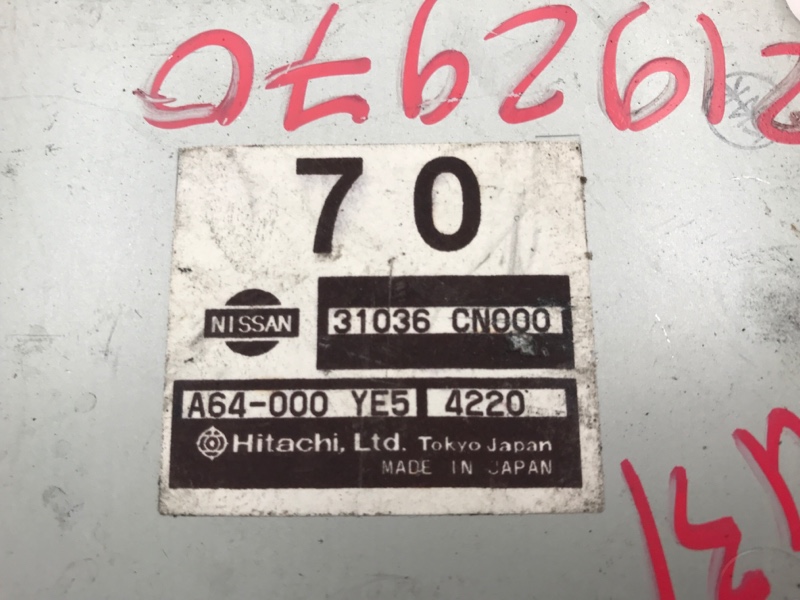 70
NISSAN 31036 CN000
A64-000 YE5 4220
Hitachi, Ltd. Tokyo Japan
MADE IN JAPAN